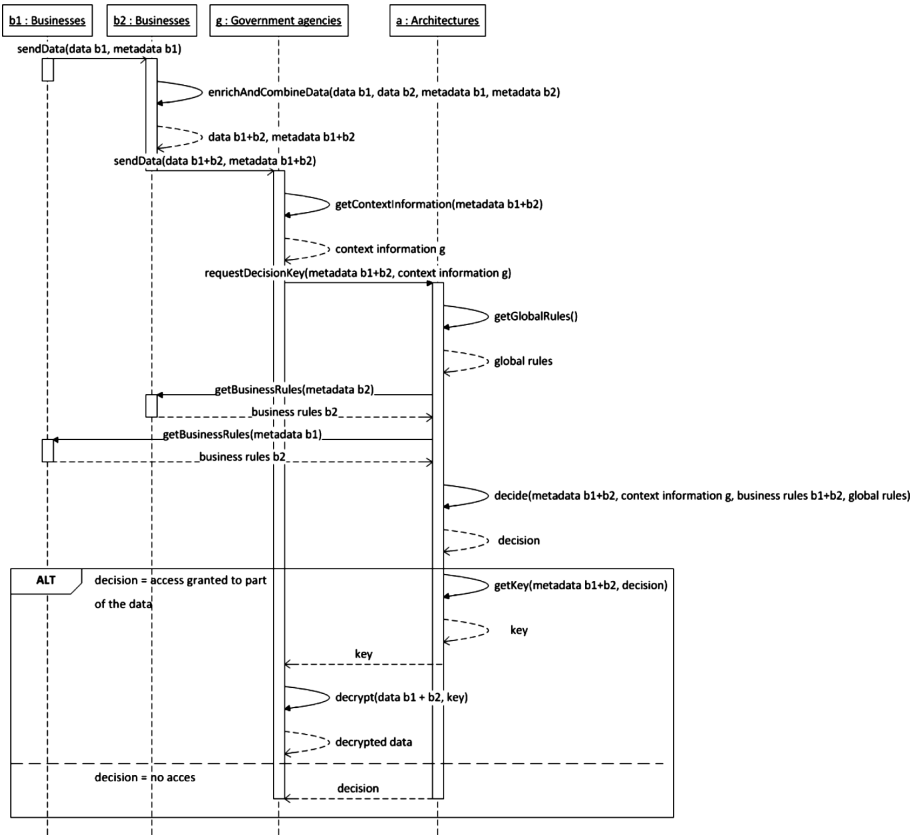 b1 : Businesses
b2 : Businesses
g : Government agencies
a : Architectures
sendData(data b1, metadata b1)
enrichAndCombineData(data b1, data b2, metadata b1, metadata b2)
data b1+b2, metadata b1+b2
sendData(data b1+b2, metadata b1+b2)
getContextInformation(metadata b1+b2)
context information g
requestDecisionKey(metadata b1+b2, context information g)
getGlobalRules()
global rules
getBusinessRules(metadata b2)
business rules b2
getBusinessRules(metadata b1)
business rules b2
decide(metadata b1+b2, context information g, business rules b1+b2, global rules)
decision
ALT
decision = access granted to part
of the data
getKey(metadata b1+b2, decision)
key
key
decrypt(data b1 + b2, key)
decrypted data
decision = no acces
decision